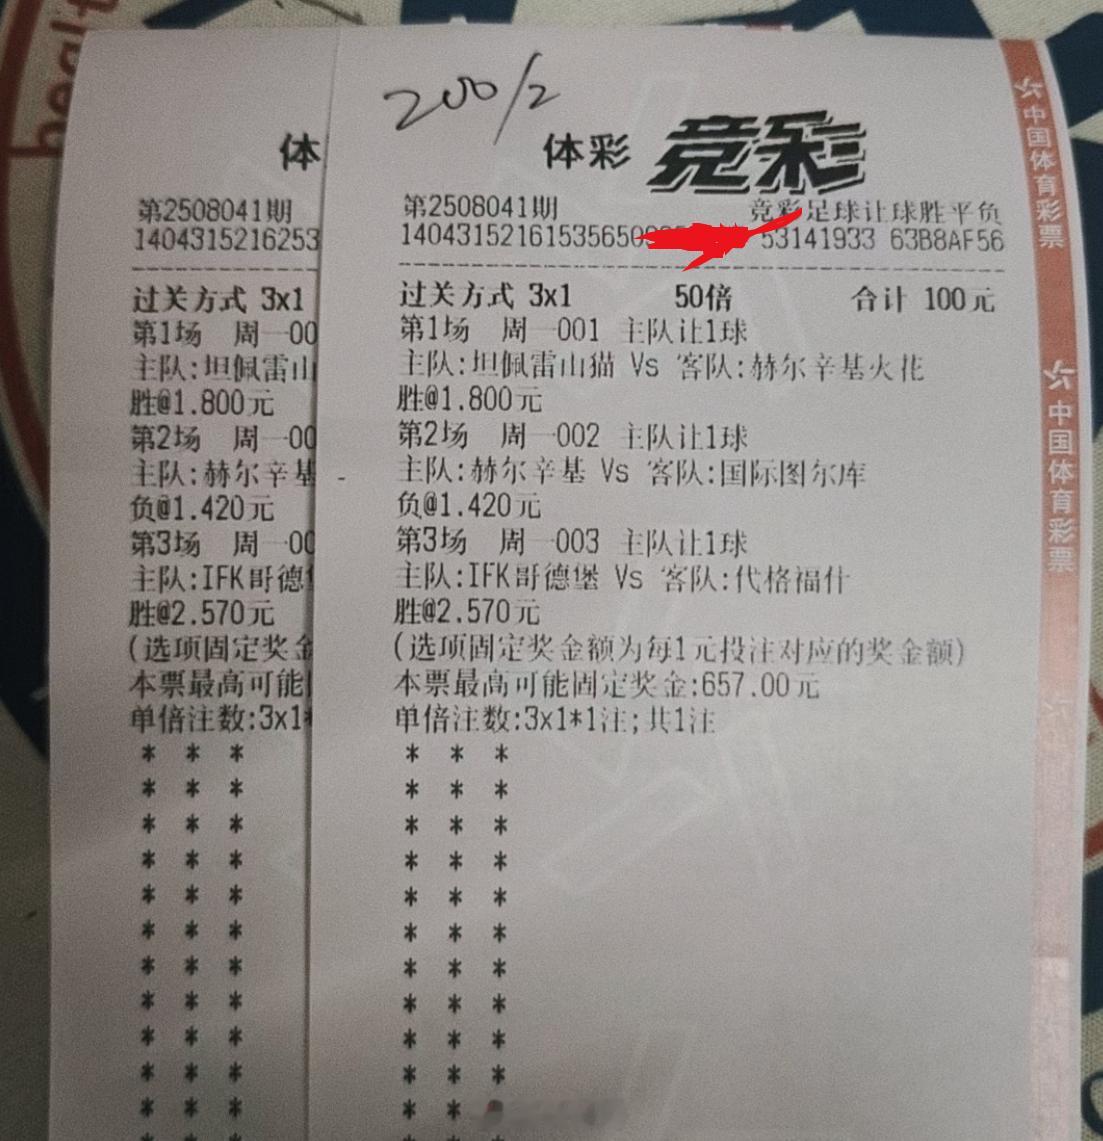 200/2
体彩 竞彩
第2508041期 竞彩足球让球胜平负
53141933 63B8AF56
过关方式 3x1 50倍 合计 100元
第1场 周一001 主队让1球
主队:坦佩雷山猫 Vs 客队:赫尔辛基火花
胜@1.800元
第2场 周一002 主队让1球
主队:赫尔辛基 Vs 客队:国际图尔库
负@1.420元
第3场 周一003 主队让1球
主队:IFK哥德堡 Vs 客队:代格福什
胜@2.570元
(选项固定奖金额为每1元投注对应的奖金额)
本票最高可能固定奖金:657.00元
单倍注数:3x1*1注;共1注
* * *
* * *
* * *
* * *
* * *
* * *
* * *
* * *
* * *
* * *
* * *
体
第2508041期
1404315216253
过关方式 3x1
第1场 周一00
主队:坦佩雷山
胜@1.800元
第2场 周一00
主队:赫尔辛基
负@1.420元
第3场 周一00
主队:IFK哥德堡
胜@2.570元
(选项固定奖金
本票最高可能
单倍注数:3x1*
* * *
* * *
* * *
* * *
* * *
* * *
* * *
* * *
* * *
* * *
* * *
中国体育彩票
中国体育彩票